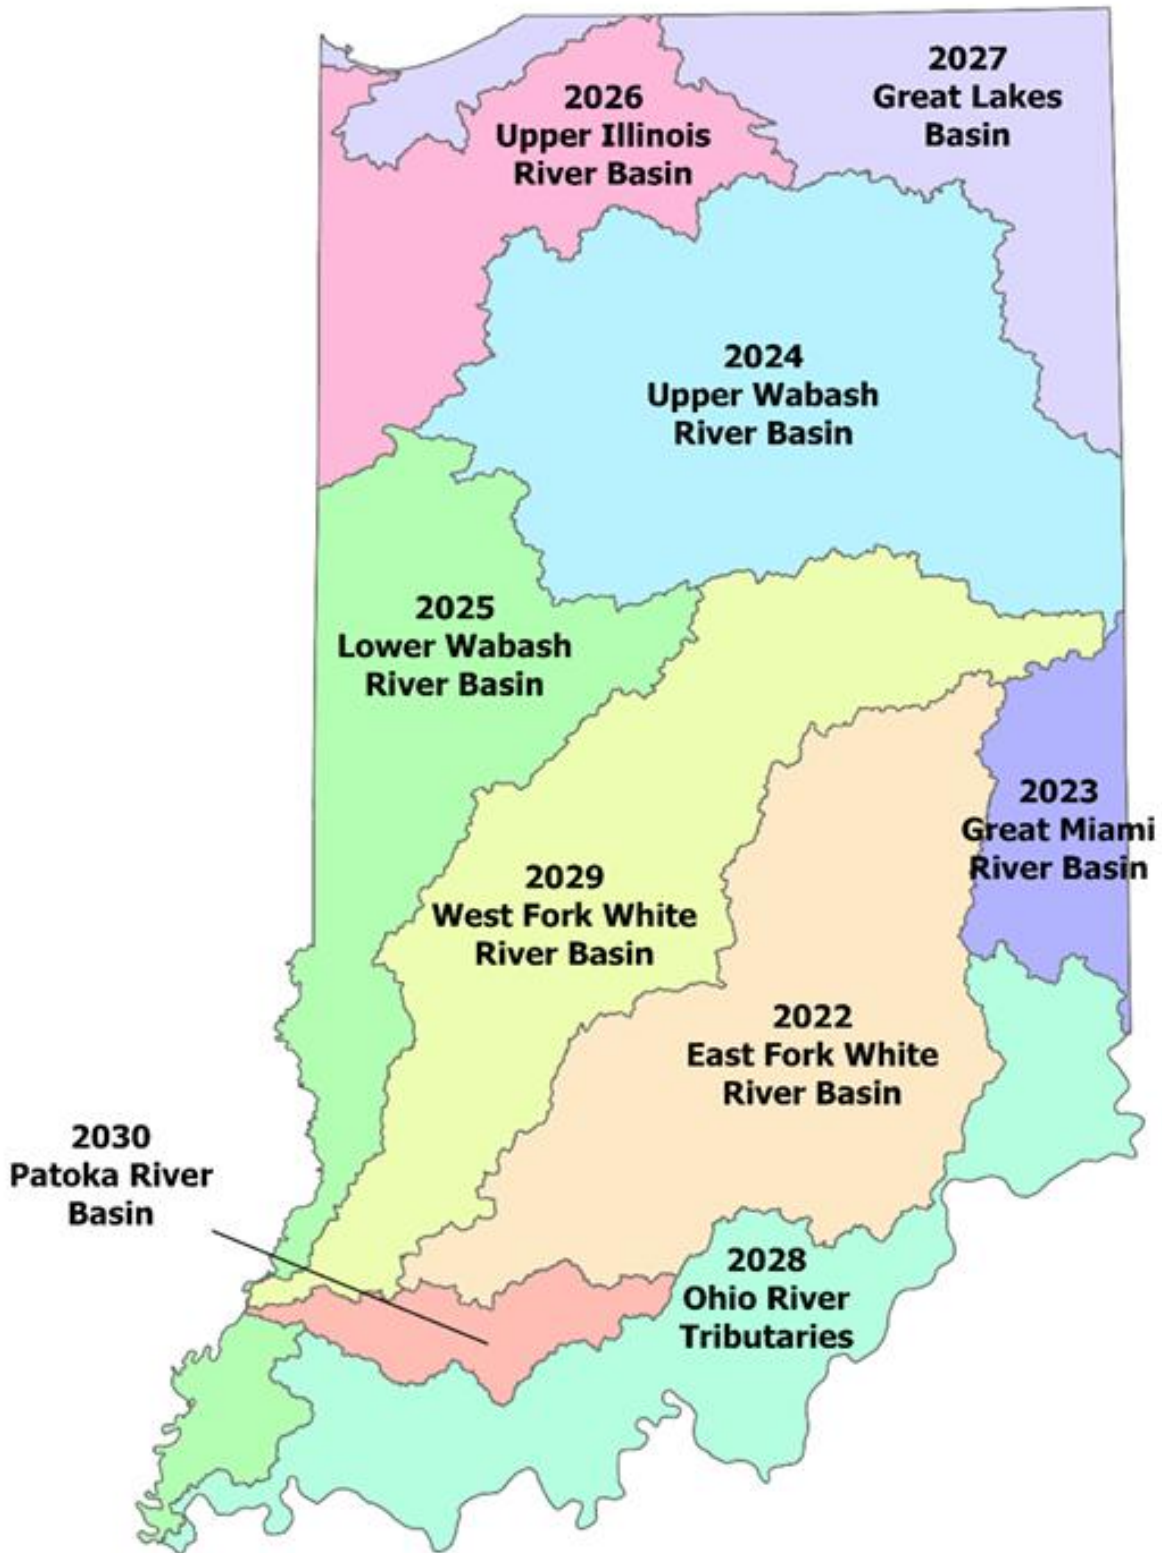 2027
Great Lakes
Basin
2026
Upper Illinois
River Basin
2024
Upper Wabash
River Basin
2025
Lower Wabash
River Basin
2023
Great Miami
River Basin
2029
West Fork White
River Basin
2022
East Fork White
River Basin
2030
Patoka River
Basin
2028
Ohio River
Tributaries